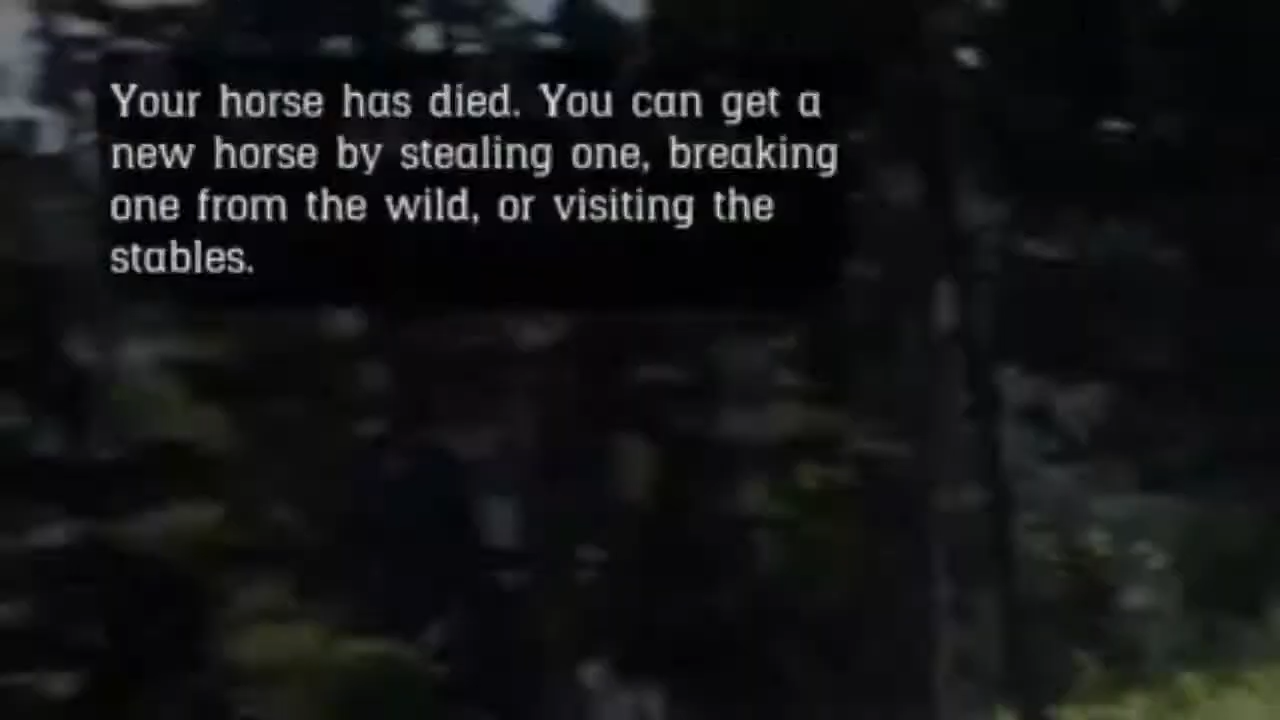 Your horse has died. You can get a
new horse by stealing one, breaking
one from the wild, or visiting the
stables.